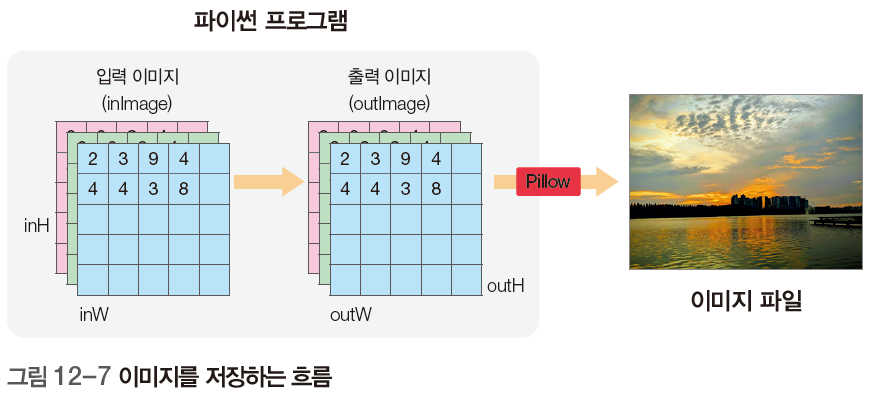 파이썬 프로그램
입력 이미지
(inImage)
출력 이미지
(outImage)
2 3 9 4
4 4 3 8
2 3 9 4
4 4 3 8
Pillow
inH
inW
outW
outH
이미지 파일
그림 12-7 이미지를 저장하는 흐름